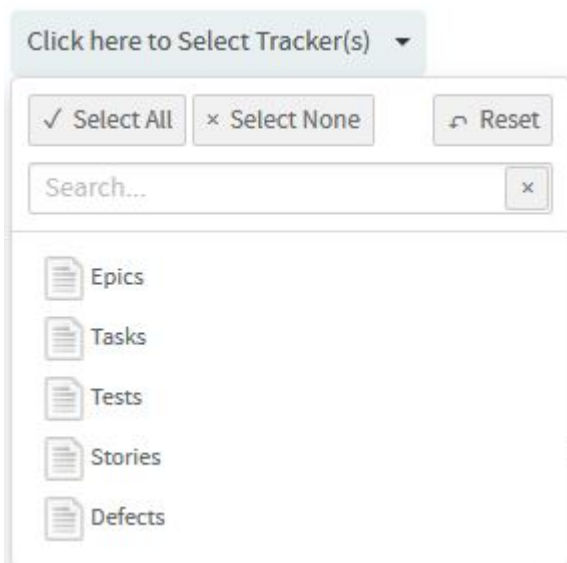 Click here to Select Tracker(s)
✓ Select All × Select None Reset
Search... ×
Epics
Tasks
Tests
Stories
Defects